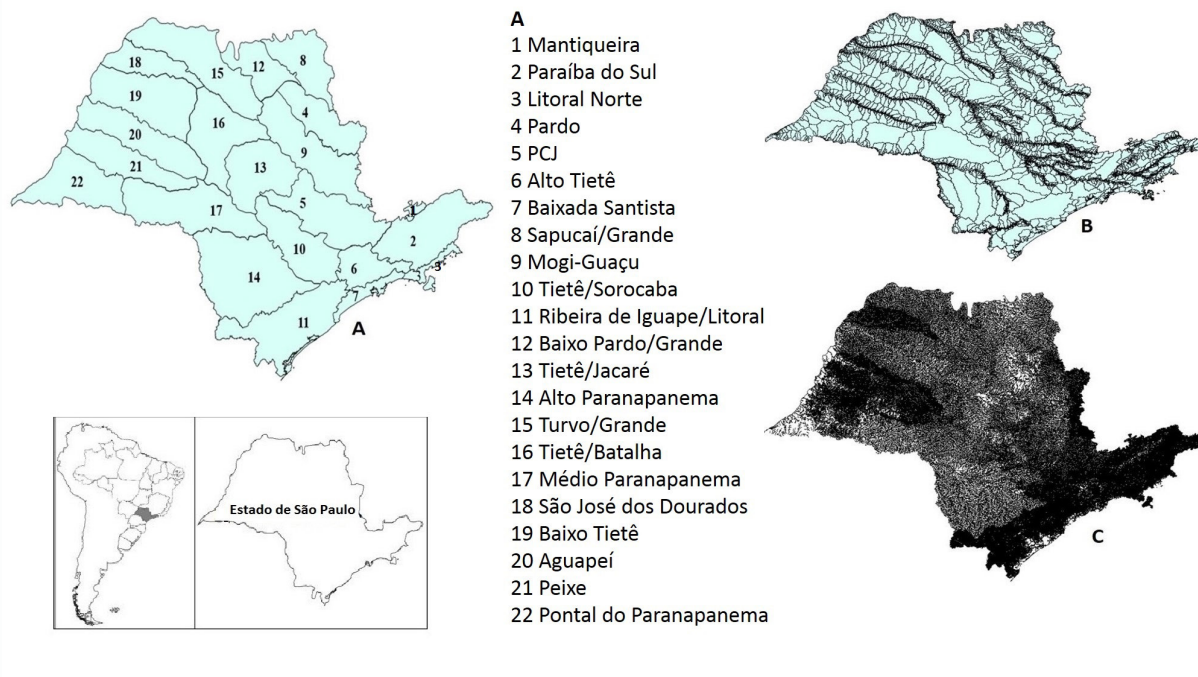 18
15
12
8
19
4
16
20
9
13
21
22
5
17
1
2
10
6
3
14
7
11
A
Estado de São Paulo
A
1 Mantiqueira
2 Paraíba do Sul
3 Litoral Norte
4 Pardo
5 PCJ
6 Alto Tietê
7 Baixada Santista
8 Sapucaí/Grande
9 Mogi-Guaçu
10 Tietê/Sorocaba
11 Ribeira de Iguape/Litoral
12 Baixo Pardo/Grande
13 Tietê/Jacaré
14 Alto Paranapanema
15 Turvo/Grande
16 Tietê/Batalha
17 Médio Paranapanema
18 São José dos Dourados
19 Baixo Tietê
20 Aguapeí
21 Peixe
22 Pontal do Paranapanema
B
C